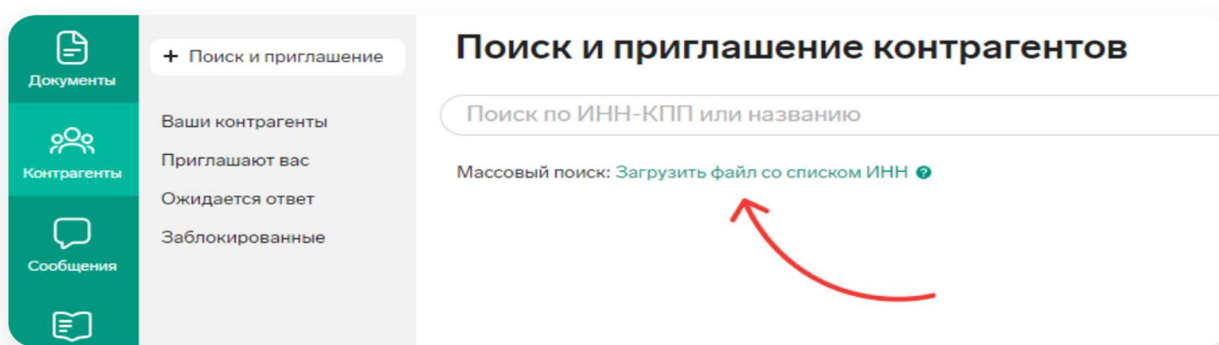 Документы
Контрагенты
Сообщения
+ Поиск и приглашение
Ваши контрагенты
Приглашают вас
Ожидается ответ
Заблокированные
Поиск и приглашение контрагентов
Поиск по ИНН-КПП или названию
Массовый поиск: Загрузить файл со списком ИНН ?